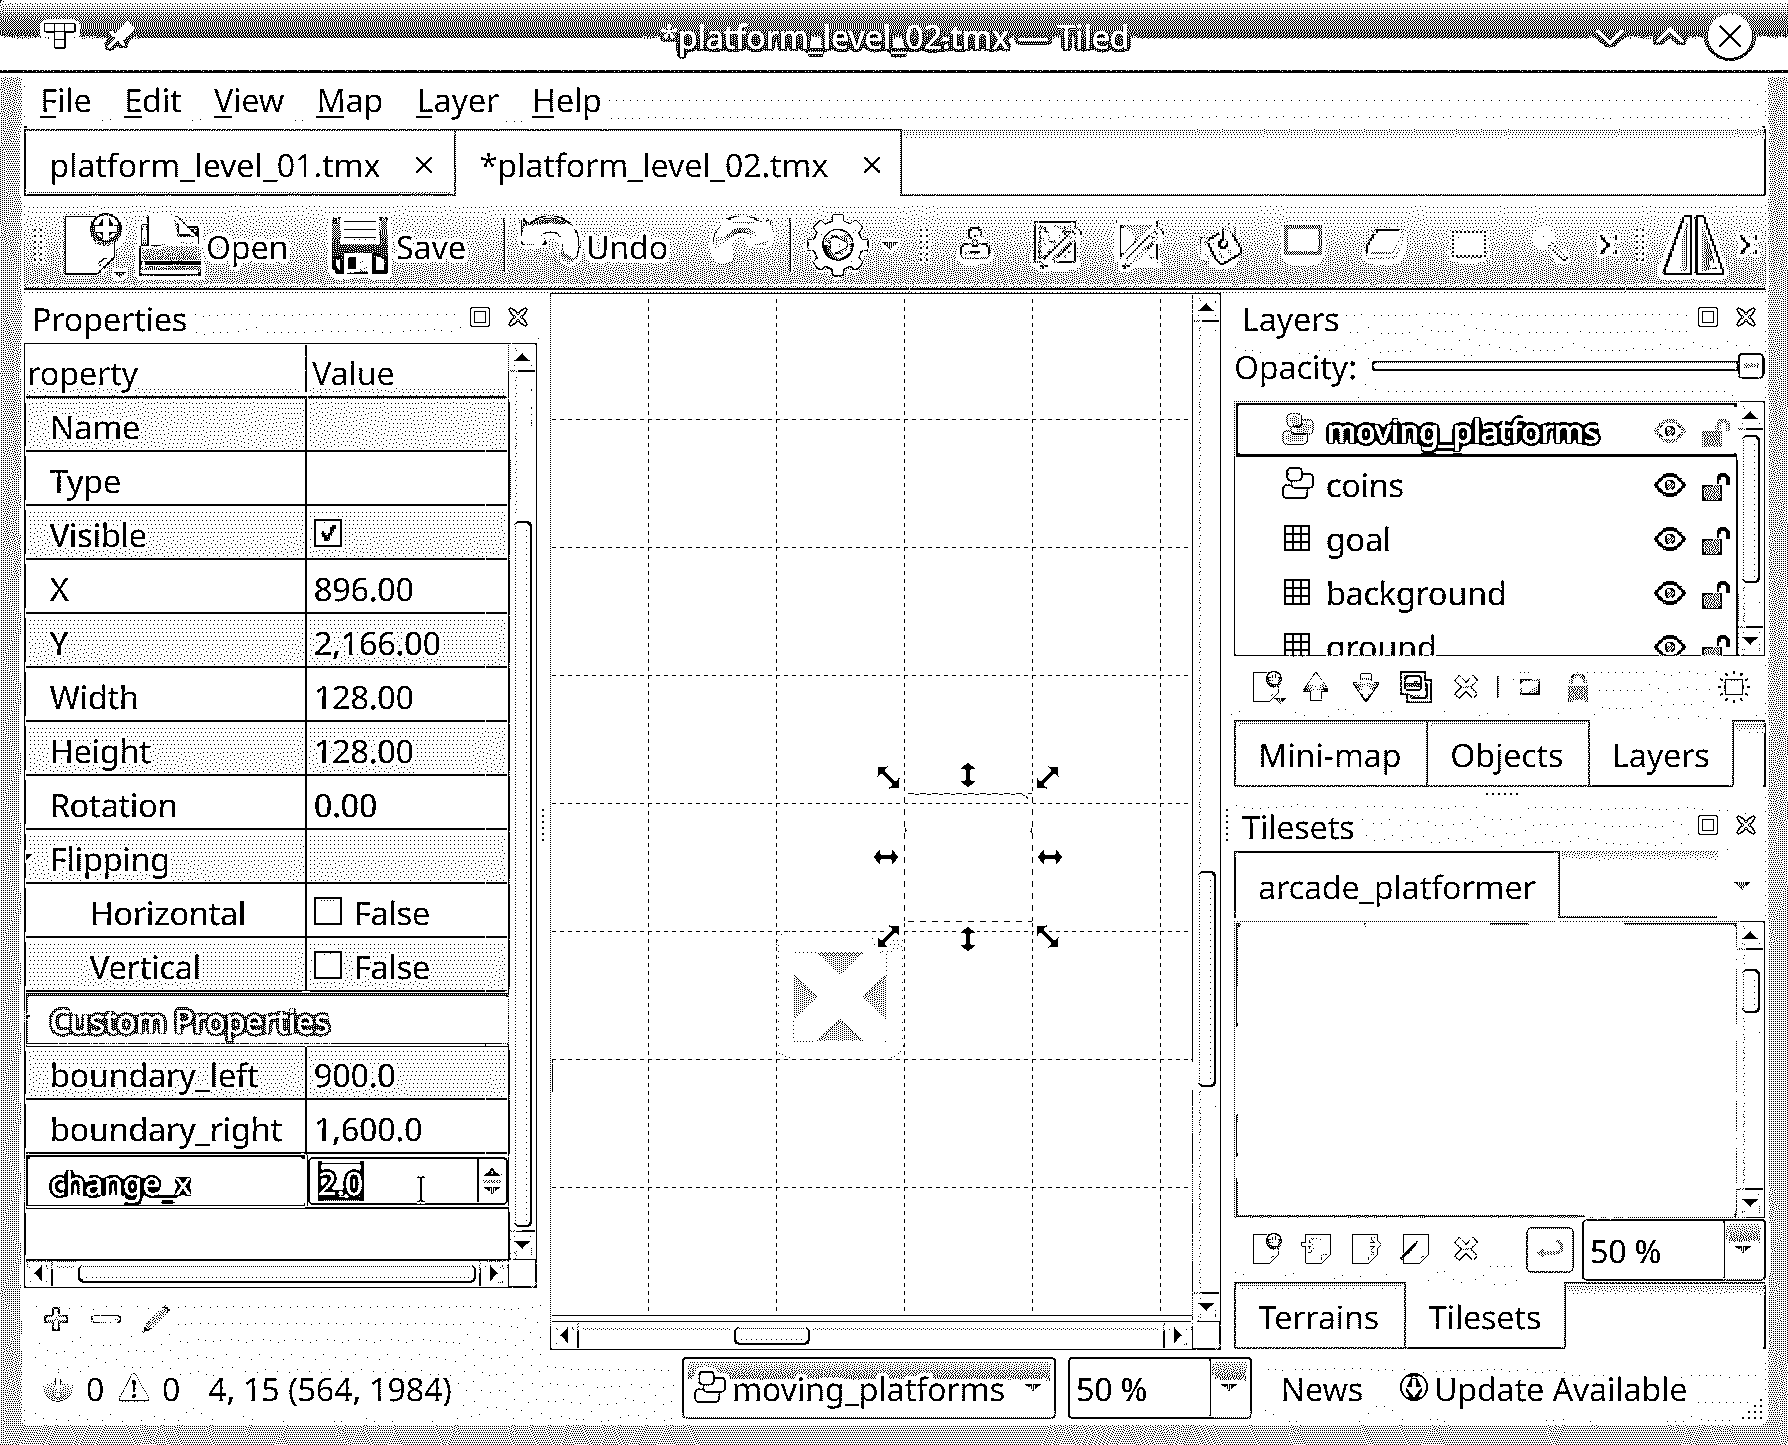 *platform_level_02.tmx — Tiled
File Edit View Map Layer Help
platform_level_01.tmx
*platform_level_02.tmx
Open Save Undo
Properties
roperty Value
Name
Type
Visible
X 896.00
Y 2,166.00
Width 128.00
Height 128.00
Rotation 0.00
Flipping
Horizontal False
Vertical False
Custom Properties
boundary_left 900.0
boundary_right 1,600.0
change_x 2.0
Layers
Opacity:
moving_platforms
coins
goal
background
ground
Mini-map Objects Layers
Tilesets
arcade_platformer
50 %
Terrains Tilesets
0 0 4, 15 (564, 1984) moving_platforms 50 % News Update Available